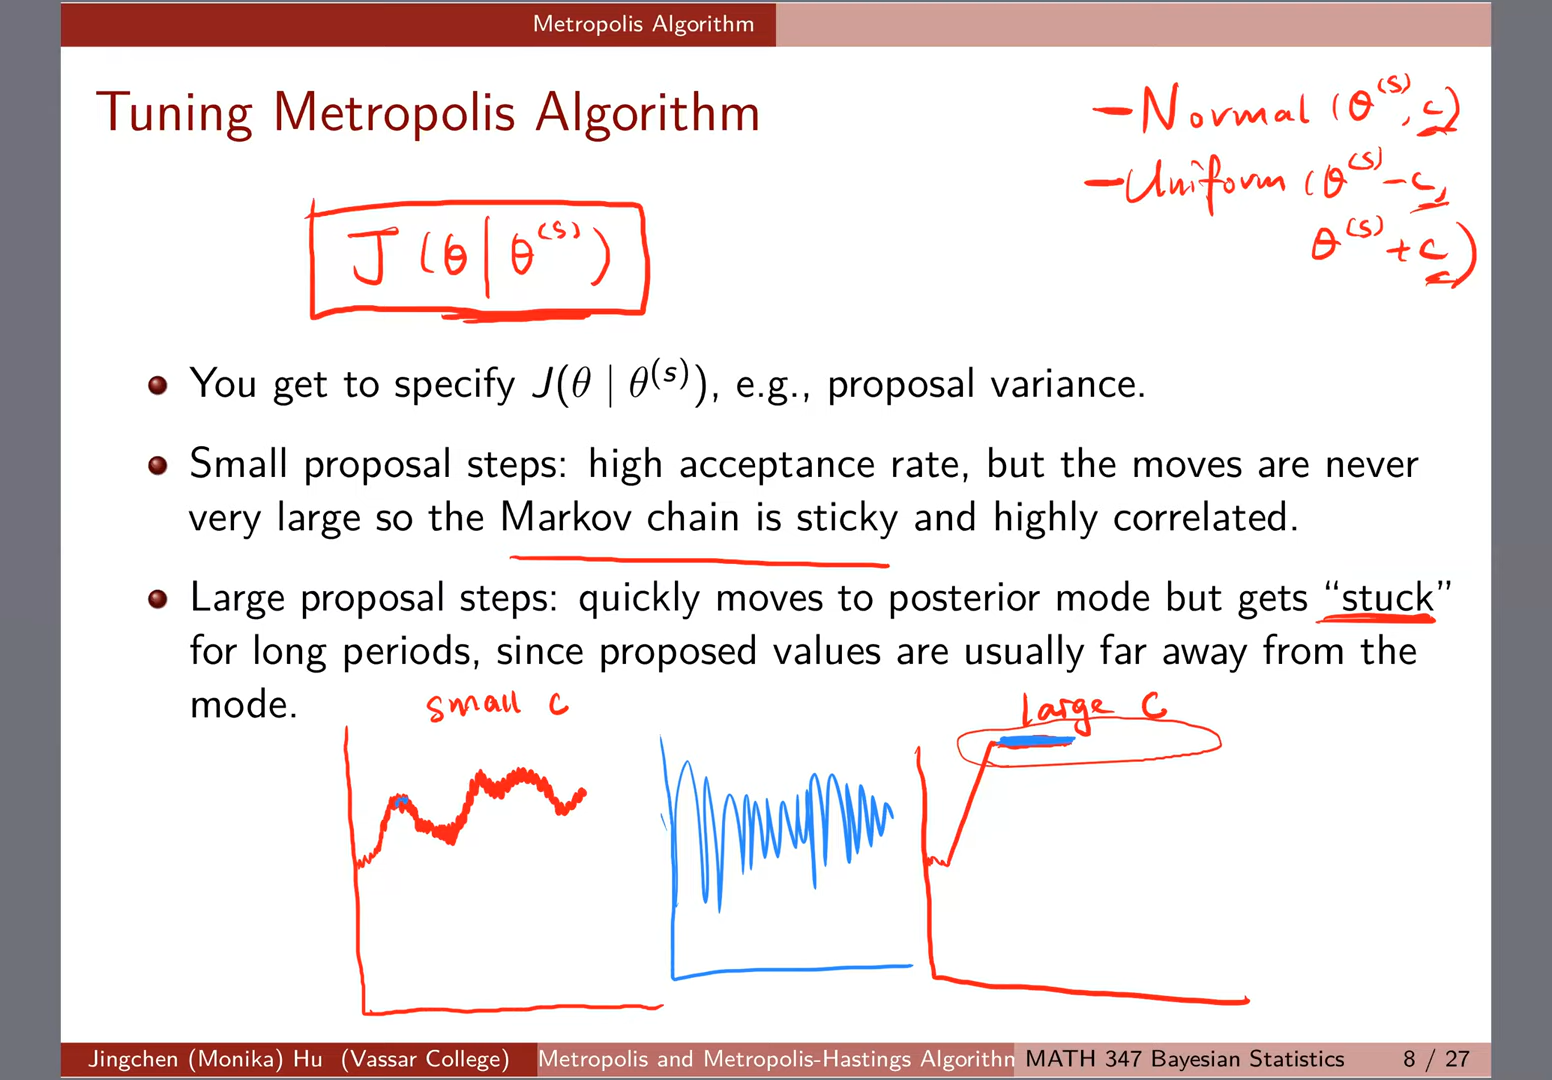 Metropolis Algorithm
Tuning Metropolis Algorithm
– Normal (θ^(s), c)
– Uniform (θ^(s) – c,
θ^(s) + c)
J(θ | θ^(s))
You get to specify J(θ | θ^(s)), e.g., proposal variance.
Small proposal steps: high acceptance rate, but the moves are never
very large so the Markov chain is sticky and highly correlated.
Large proposal steps: quickly moves to posterior mode but gets “stuck”
for long periods, since proposed values are usually far away from the
mode.
small c
large c
Jingchen (Monika) Hu (Vassar College)
Metropolis and Metropolis-Hastings Algorithm
MATH 347 Bayesian Statistics
8 / 27